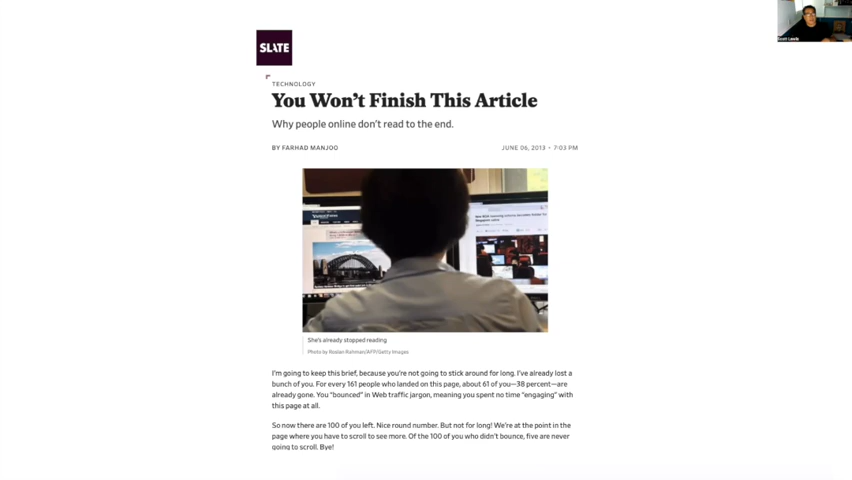 Scott Lewis
SLATE
TECHNOLOGY
You Won't Finish This Article
Why people online don't read to the end.
BY FARHAD MANJOO
JUNE 06, 2013 • 7:03 PM
She's already stopped reading
Photo by Roslan Rahman/AFP/Getty Images
I'm going to keep this brief, because you're not going to stick around for long. I've already lost a
bunch of you. For every 161 people who landed on this page, about 61 of you—38 percent—are
already gone. You "bounced" in Web traffic jargon, meaning you spent no time "engaging" with
this page at all.
So now there are 100 of you left. Nice round number. But not for long! We're at the point in the
page where you have to scroll to see more. Of the 100 of you who didn't bounce, five are never
going to scroll. Bye!